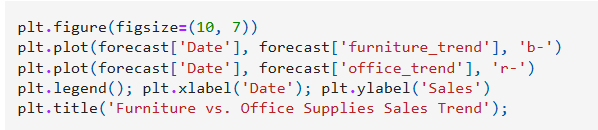 plt.figure(figsize=(10, 7))
plt.plot(forecast['Date'], forecast['furniture_trend'], 'b-')
plt.plot(forecast['Date'], forecast['office_trend'], 'r-')
plt.legend(); plt.xlabel('Date'); plt.ylabel('Sales')
plt.title('Furniture vs. Office Supplies Sales Trend');